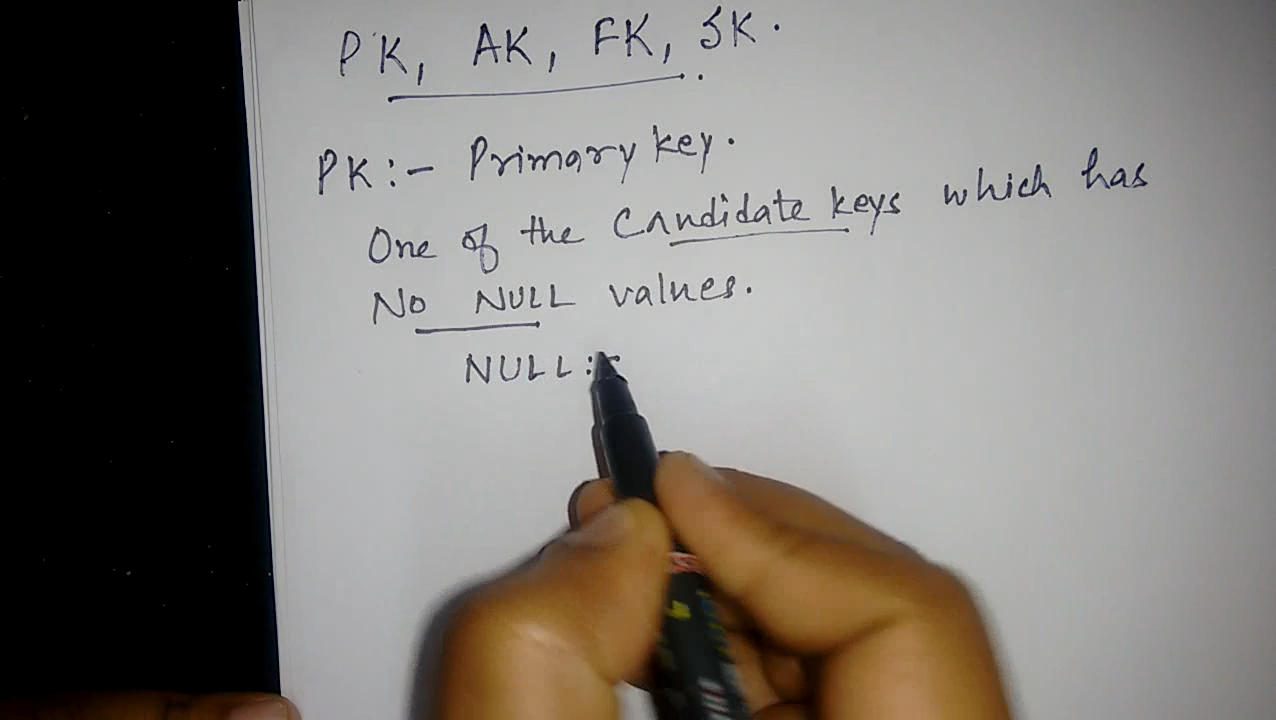 PK, AK, FK, SK.
PK:- Primary key.
One of the Candidate keys which has
No NULL values.
NULL:-